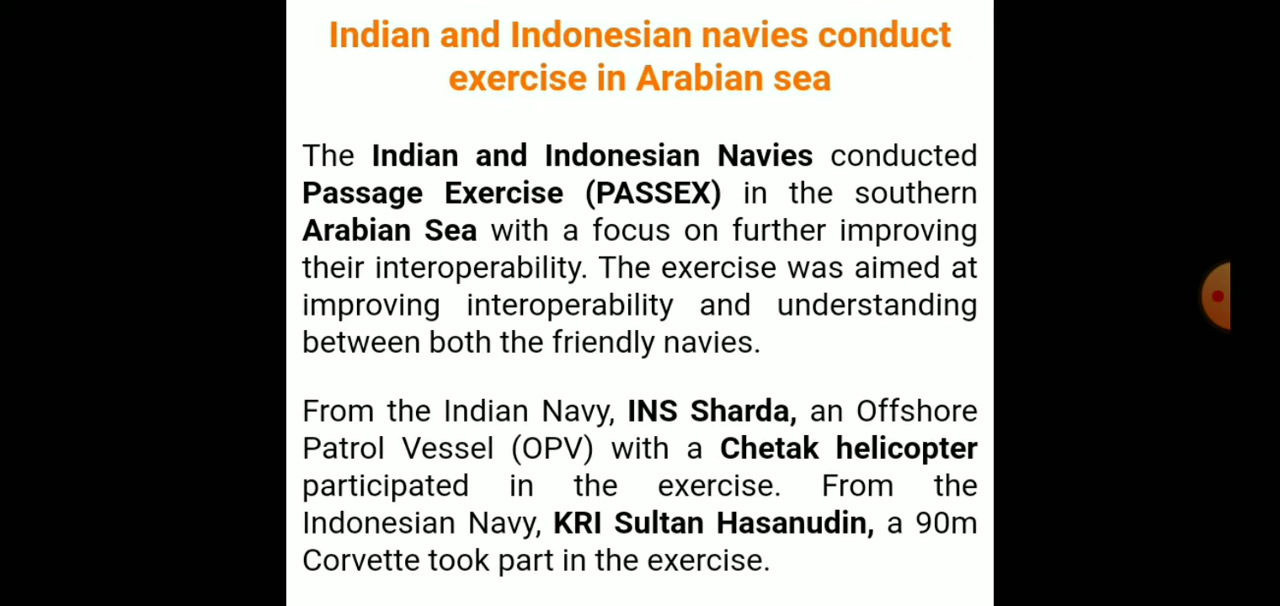 Indian and Indonesian navies conduct
exercise in Arabian sea
The Indian and Indonesian Navies conducted
Passage Exercise (PASSEX) in the southern
Arabian Sea with a focus on further improving
their interoperability. The exercise was aimed at
improving interoperability and understanding
between both the friendly navies.
From the Indian Navy, INS Sharda, an Offshore
Patrol Vessel (OPV) with a Chetak helicopter
participated in the exercise. From the
Indonesian Navy, KRI Sultan Hasanudin, a 90m
Corvette took part in the exercise.